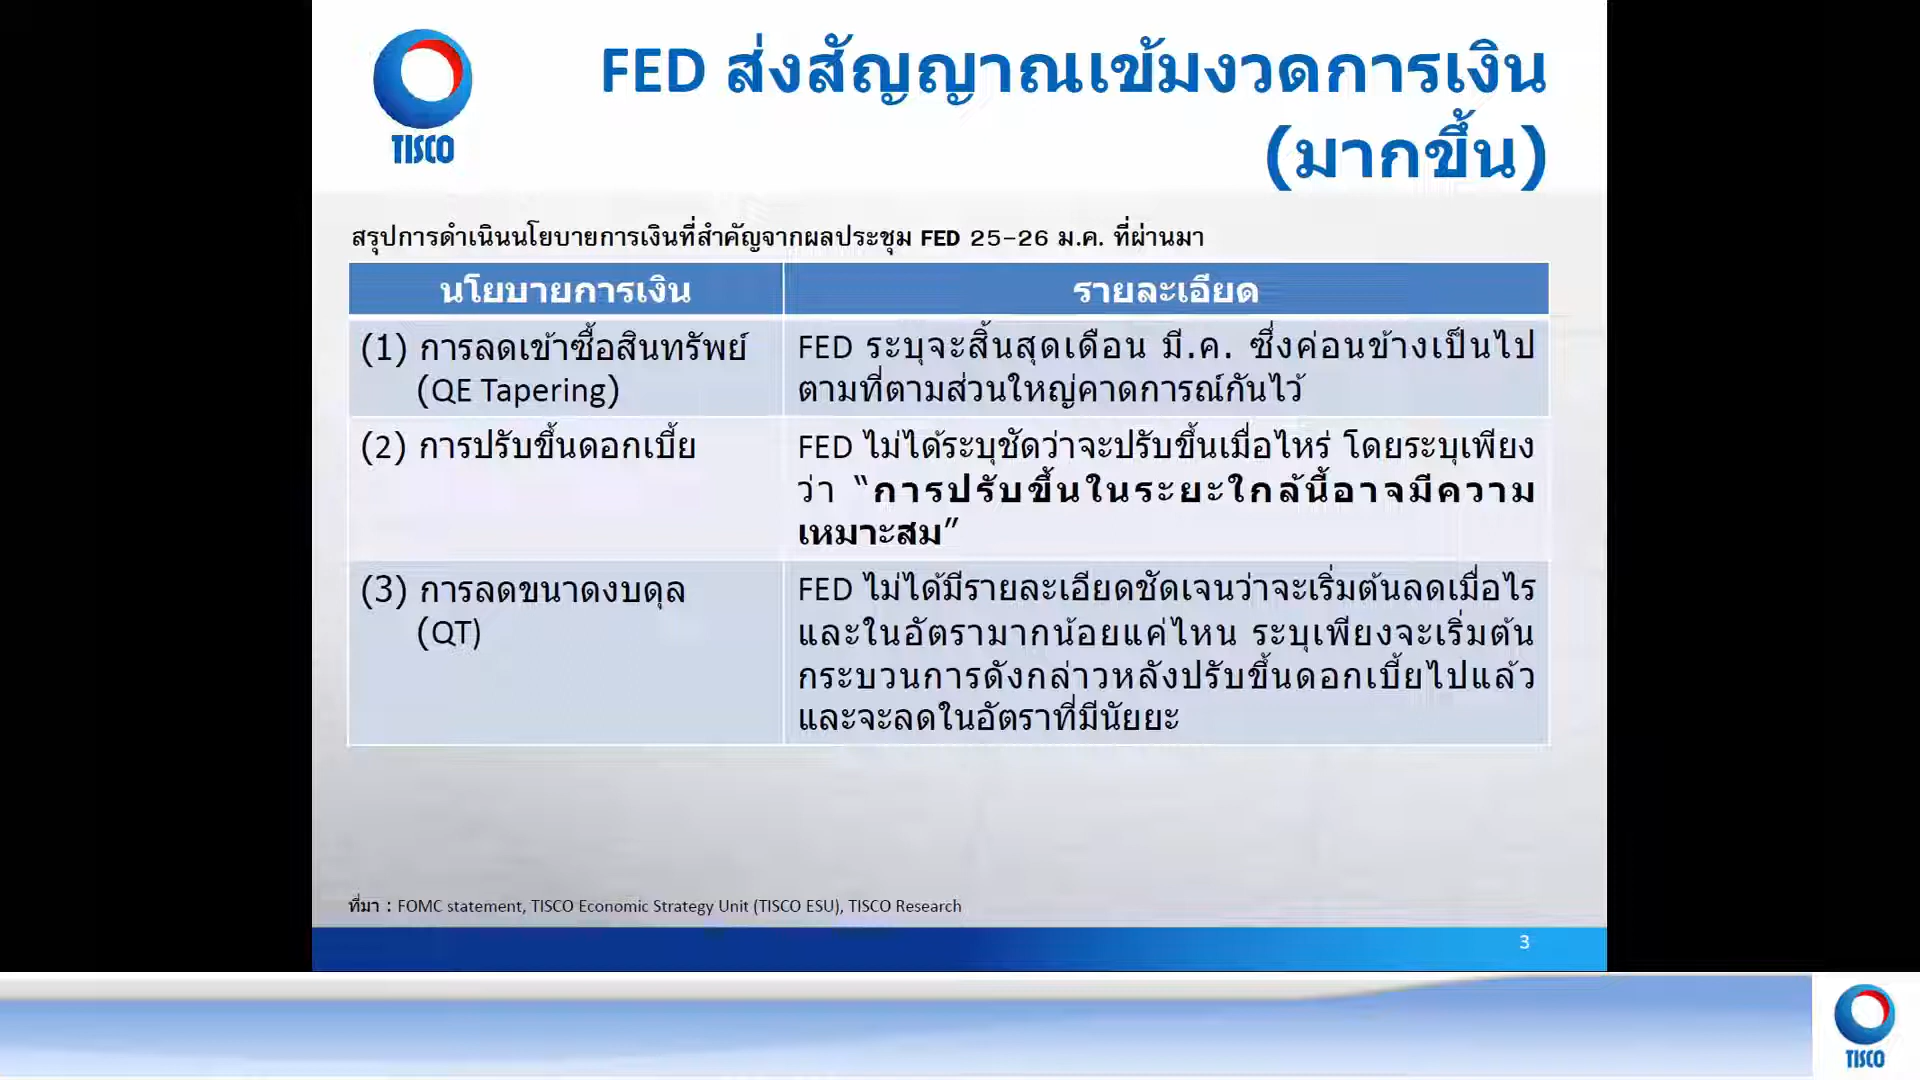 TISCO
FED ส่งสัญญาณเข้มงวดการเงิน
(มากขึ้น)
สรุปการดำเนินนโยบายการเงินที่สำคัญจากผลประชุม FED 25-26 ม.ค. ที่ผ่านมา
นโยบายการเงิน
รายละเอียด
(1) การลดเข้าซื้อสินทรัพย์
(QE Tapering)
FED ระบุจะสิ้นสุดเดือน มี.ค. ซึ่งค่อนข้างเป็นไป
ตามที่ตามส่วนใหญ่คาดการณ์กันไว้
(2) การปรับขึ้นดอกเบี้ย
FED ไม่ได้ระบุชัดว่าจะปรับขึ้นเมื่อไหร่ โดยระบุเพียง
ว่า “การปรับขึ้นในระยะใกล้นี้อาจมีความ
เหมาะสม”
(3) การลดขนาดงบดุล
(QT)
FED ไม่ได้มีรายละเอียดชัดเจนว่าจะเริ่มต้นลดเมื่อไร
และในอัตรามากน้อยแค่ไหน ระบุเพียงจะเริ่มต้น
กระบวนการดังกล่าวหลังปรับขึ้นดอกเบี้ยไปแล้ว
และจะลดในอัตราที่มีนัยยะ
ที่มา : FOMC statement, TISCO Economic Strategy Unit (TISCO ESU), TISCO Research
3
TISCO